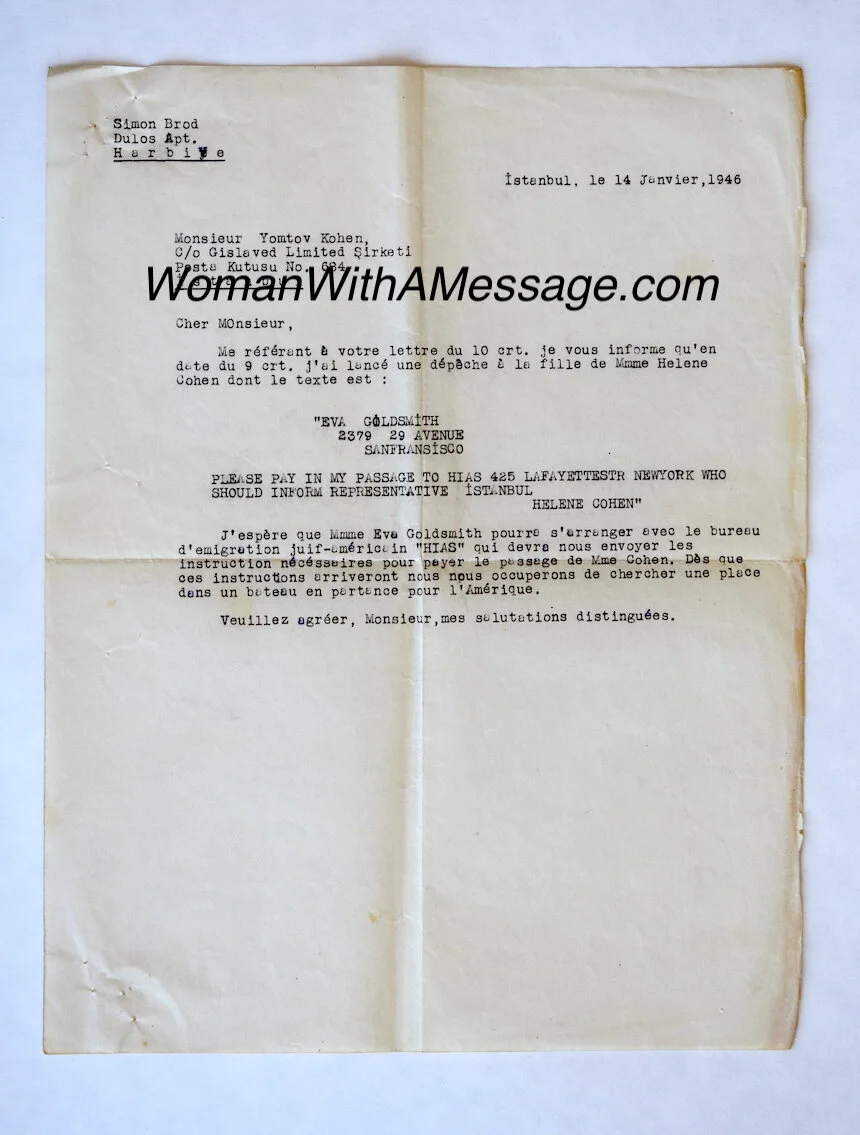 Simon Brod
Dulos Apt.
Harbiye
İstanbul, le 14 Janvier,1946
Monsieur Yomtov Kohen,
C/o Gislaved Limited Şirketi
Posta Kutusu No. 684
WomanWithAMessage.com
Cher MOnsieur,
Me référant à votre lettre du 10 crt. je vous informe qu'en
date du 9 crt. j'ai lancé une dépêche à la fille de Mmme Helene
Cohen dont le texte est :
"EVA GOLDSMİTH
2379 29 AVENUE
SANFRANSİSCO
PLEASE PAY IN MY PASSAGE TO HIAS 425 LAFAYETTESTR NEWYORK WHO
SHOULD INFORM REPRESENTATIVE İSTANBUL
HELENE COHEN"
J'espère que Mmme Eva Goldsmith pourra s'arranger avec le bureau
d'emigration juif-américain "HIAS" qui devra nous envoyer les
instruction nécéssaires pour payer le passage de Mme Cohen. Dès que
ces instructions arriveront nous nous occuperons de chercher une place
dans un bateau en partance pour l'Amérique.
Veuillez agréer, Monsieur,mes salutations distinguées.